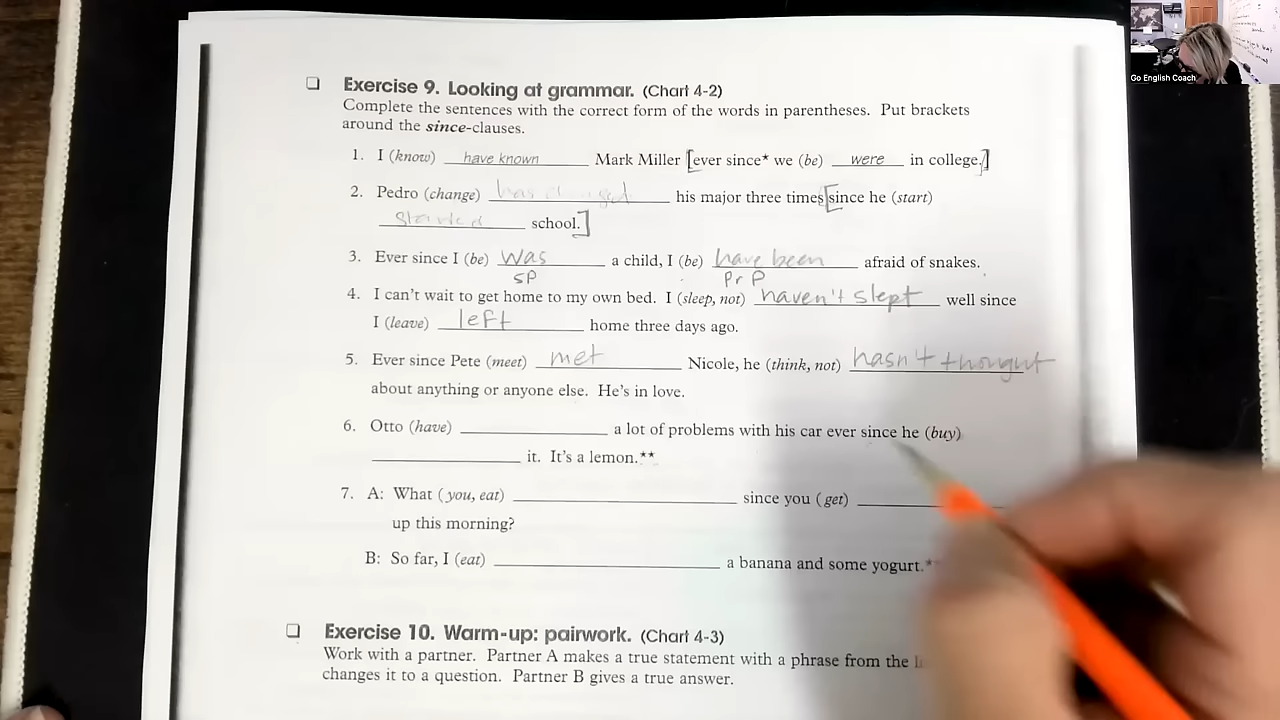 Go English Coach
Exercise 9. Looking at grammar. (Chart 4-2)
Complete the sentences with the correct form of the words in parentheses. Put brackets
around the since-clauses.
1. I (know) have known Mark Miller [ever since* we (be) were in college.]
2. Pedro (change) has changed his major three times [since he (start)
started school.]
3. Ever since I (be) was a child, I (be) have been afraid of snakes.
SP PrP
4. I can't wait to get home to my own bed. I (sleep, not) haven't slept well since
I (leave) left home three days ago.
5. Ever since Pete (meet) met Nicole, he (think, not) hasn't thought
about anything or anyone else. He's in love.
6. Otto (have) ____________ a lot of problems with his car ever since he (buy)
____________ it. It's a lemon.**
7. A: What (you, eat) ____________ since you (get) ____________
up this morning?
B: So far, I (eat) ____________ a banana and some yogurt.*
Exercise 10. Warm-up: pairwork. (Chart 4-3)
Work with a partner. Partner A makes a true statement with a phrase from the
changes it to a question. Partner B gives a true answer.